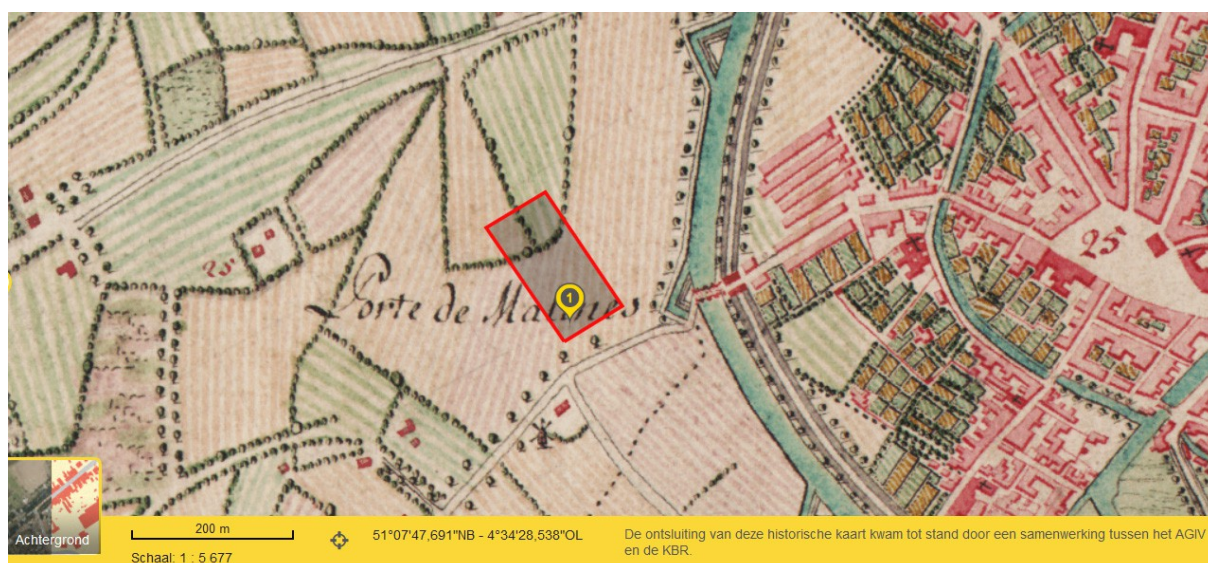 25'
25'
Porte de Malines
1
Achtergrond
200 m
Schaal: 1 : 5 677
51°07'47,691"NB - 4°34'28,538"OL
De ontsluiting van deze historische kaart kwam tot stand door een samenwerking tussen het AGIV
en de KBR.